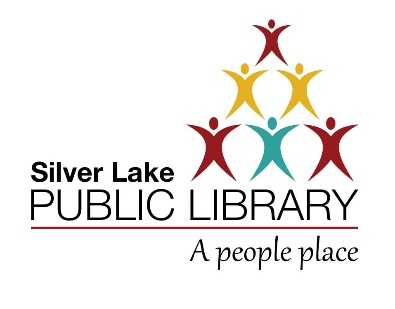 Silver Lake
PUBLIC LIBRARY
A people place